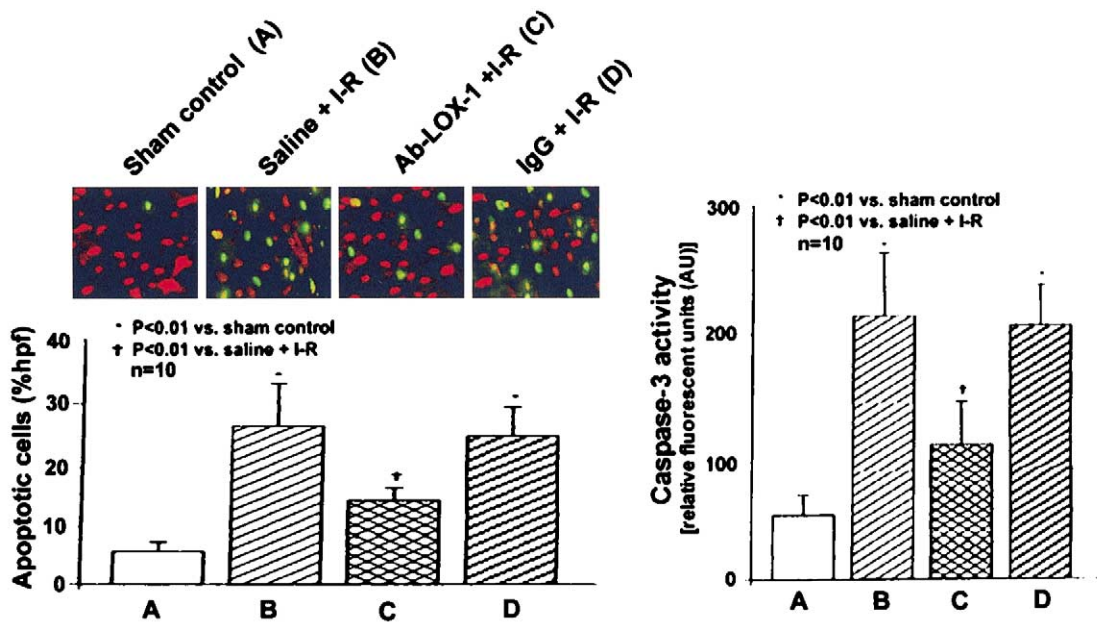 Sham control (A)
Saline + I-R (B)
Ab-LOX-1 +I-R (C)
IgG + I-R (D)
Apoptotic cells (%hpf)
40
30
20
10
0
* P<0.01 vs. sham control
† P<0.01 vs. saline + I-R
n=10
*
†
*
A
B
C
D
Caspase-3 activity
[relative fluorescent units (AU)]
300
200
100
0
* P<0.01 vs. sham control
† P<0.01 vs. saline + I-R
n=10
*
†
*
A
B
C
D